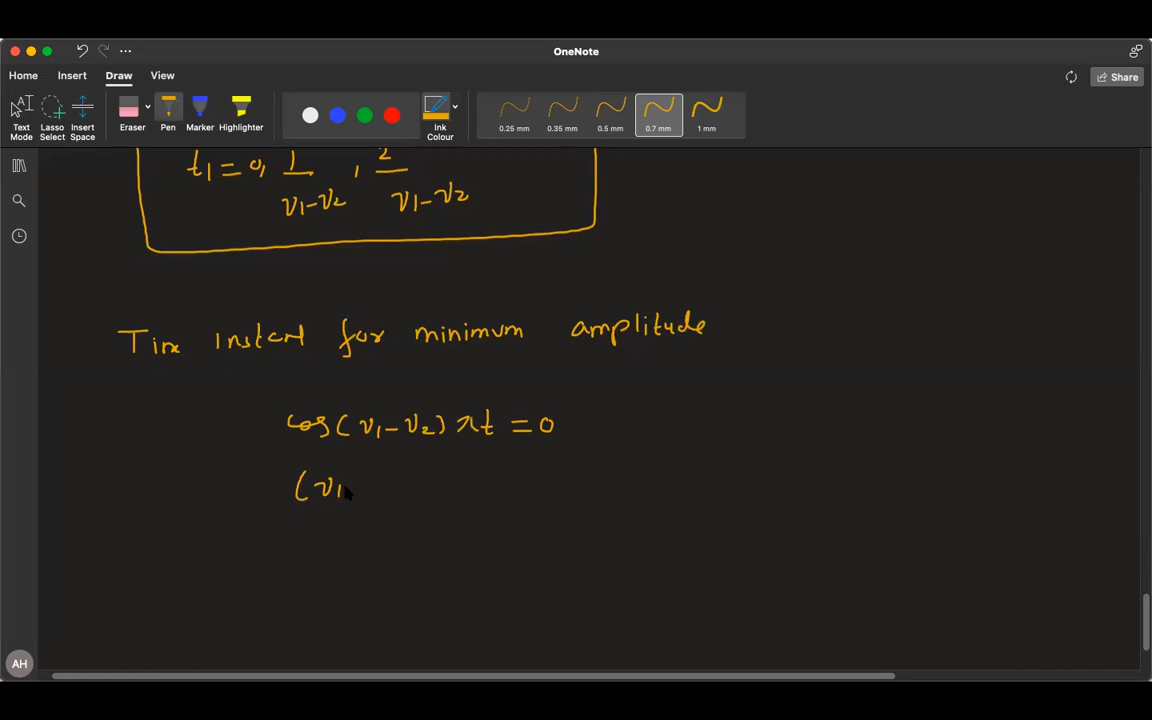 OneNote
Home Insert Draw View
Share
Text Mode Lasso Select Insert Space Eraser Pen Marker Highlighter Ink Colour 0.25 mm 0.35 mm 0.5 mm 0.7 mm 1 mm
t1 = 0, 1/(ν1-ν2), 2/(ν1-ν2)
Tim instant for minimum amplitude
cos(ν1-ν2) πt = 0
(ν1
AH